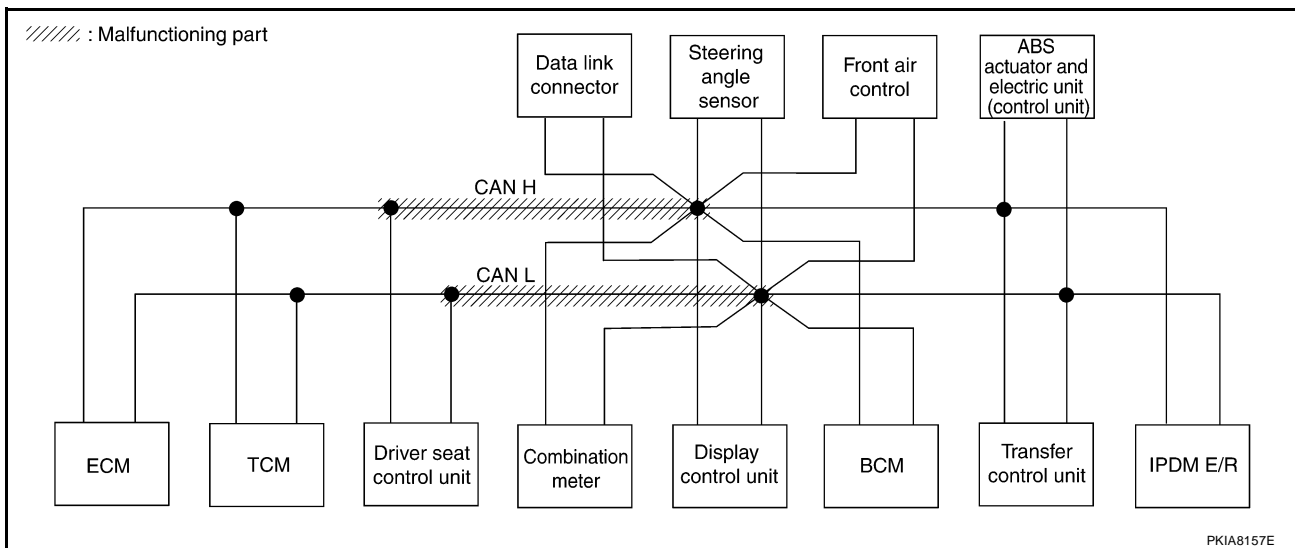 : Malfunctioning part
Data link
connector
Steering
angle
sensor
Front air
control
ABS
actuator and
electric unit
(control unit)
CAN H
CAN L
ECM
TCM
Driver seat
control unit
Combination
meter
Display
control unit
BCM
Transfer
control unit
IPDM E/R
PKIA8157E